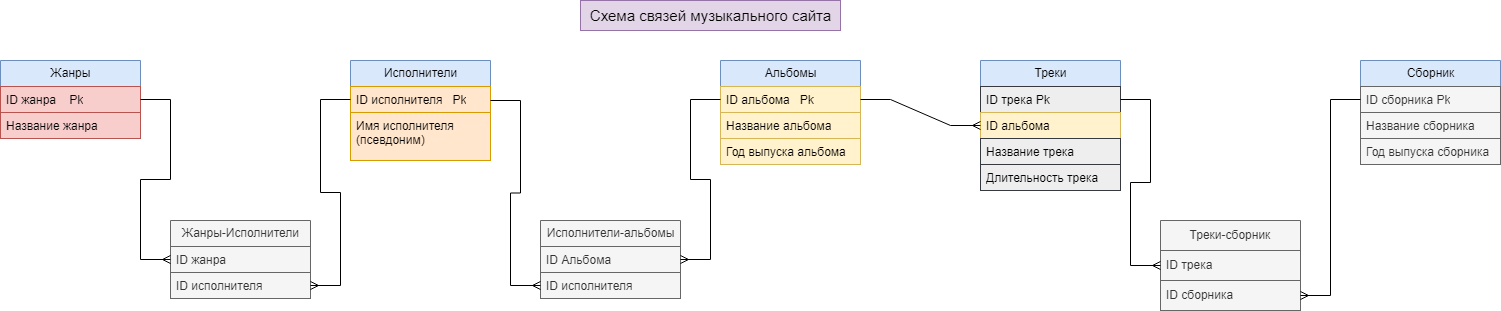 Схема связей музыкального сайта
Жанры
ID жанра Pk
Название жанра
Исполнители
ID исполнителя Pk
Имя исполнителя
(псевдоним)
Альбомы
ID альбома Pk
Название альбома
Год выпуска альбома
Треки
ID трека Pk
ID альбома
Название трека
Длительность трека
Сборник
ID сборника Pk
Название сборника
Год выпуска сборника
Жанры-Исполнители
ID жанра
ID исполнителя
Исполнители-альбомы
ID Альбома
ID исполнителя
Треки-сборник
ID трека
ID сборника